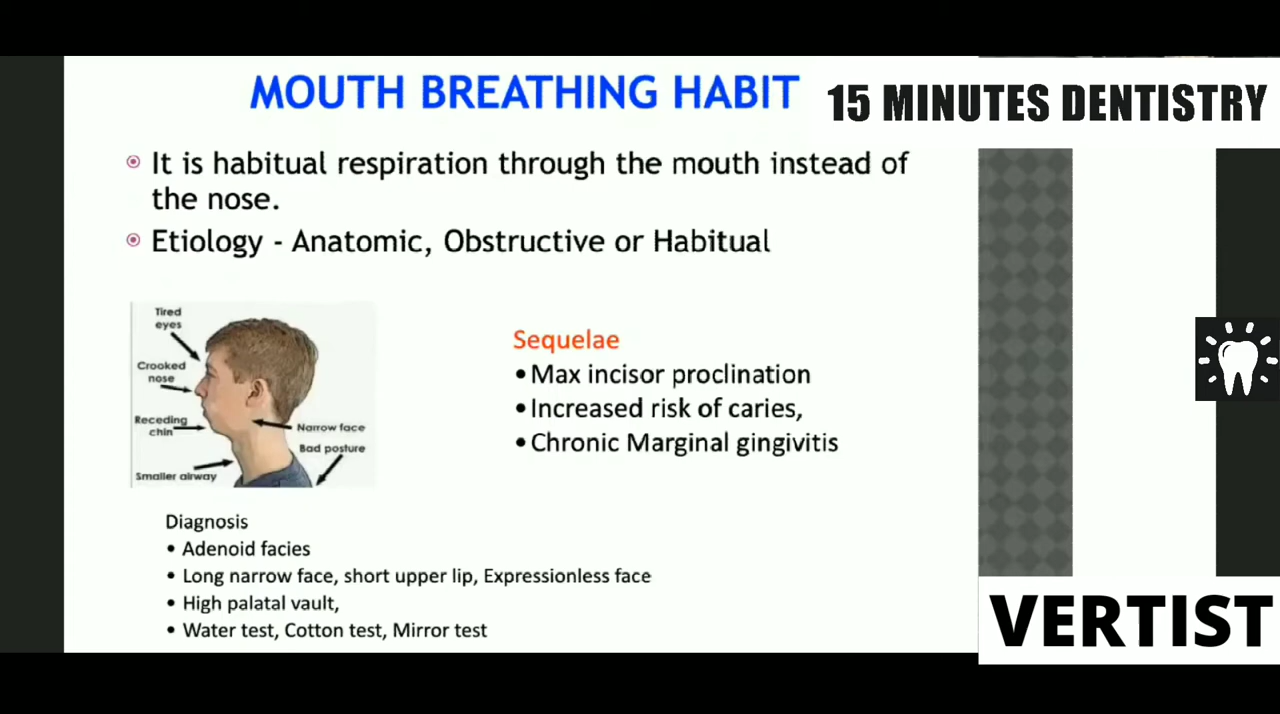 MOUTH BREATHING HABIT
15 MINUTES DENTISTRY
It is habitual respiration through the mouth instead of
the nose.
Etiology - Anatomic, Obstructive or Habitual
Tired
eyes
Crooked
nose
Receding
chin
Smaller airway
Narrow face
Bad posture
Sequelae
• Max incisor proclination
• Increased risk of caries,
• Chronic Marginal gingivitis
Diagnosis
• Adenoid facies
• Long narrow face, short upper lip, Expressionless face
• High palatal vault,
• Water test, Cotton test, Mirror test
VERTIST